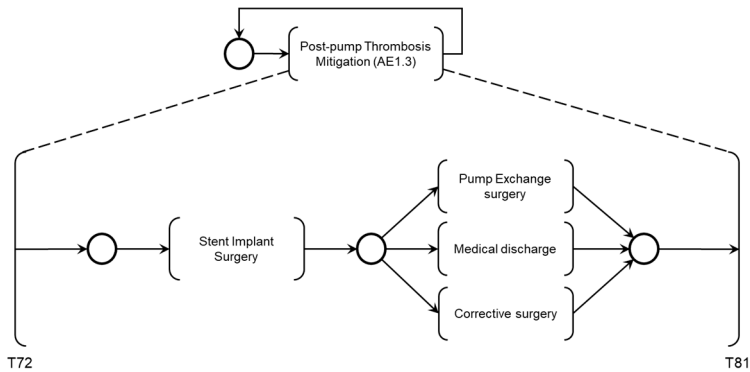 Post-pump Thrombosis
Mitigation (AE1.3)
Pump Exchange
surgery
Stent Implant
Surgery
Medical discharge
Corrective surgery
T72
T81